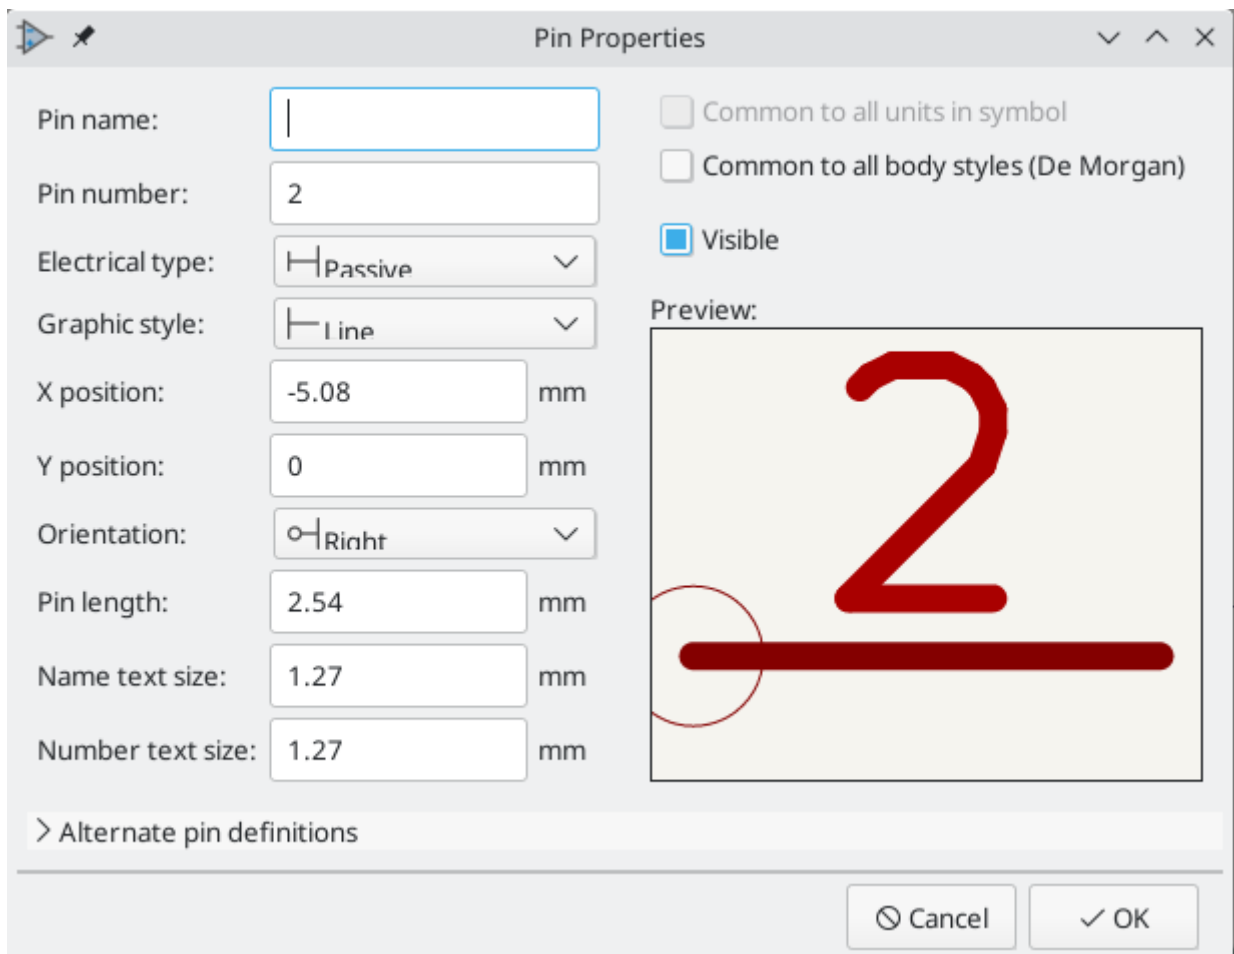 Pin Properties
Pin name:
Pin number: 2
Electrical type: Passive
Graphic style: Line
X position: -5.08 mm
Y position: 0 mm
Orientation: Right
Pin length: 2.54 mm
Name text size: 1.27 mm
Number text size: 1.27 mm
Common to all units in symbol
Common to all body styles (De Morgan)
Visible
Preview:
2
Alternate pin definitions
Cancel OK